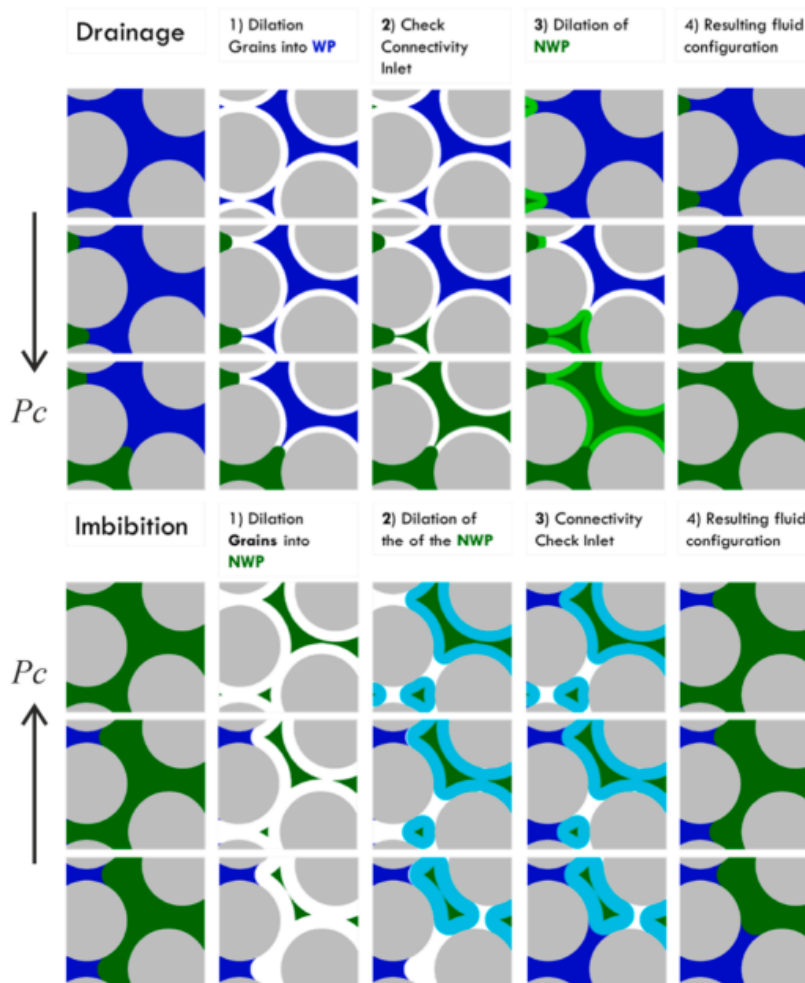 Drainage
1) Dilation
Grains into WP
2) Check
Connectivity
Inlet
3) Dilation of
NWP
4) Resulting fluid
configuration
Pc
Imbibition
1) Dilation
Grains into
NWP
2) Dilation of
the of the NWP
3) Connectivity
Check Inlet
4) Resulting fluid
configuration
Pc